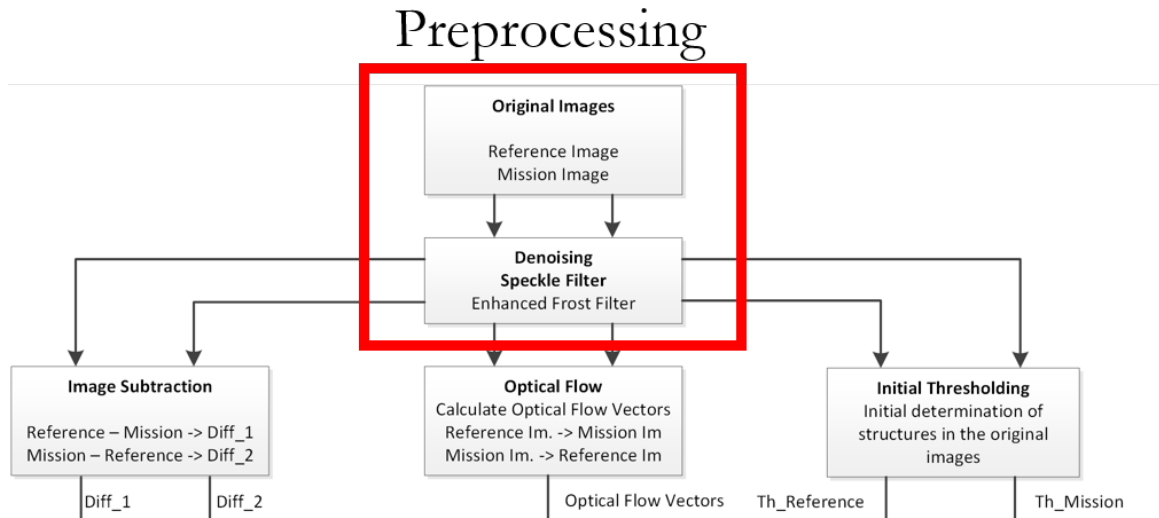 Preprocessing
Original Images
Reference Image
Mission Image
Denoising
Speckle Filter
Enhanced Frost Filter
Image Subtraction
Reference – Mission -> Diff_1
Mission – Reference -> Diff_2
Optical Flow
Calculate Optical Flow Vectors
Reference Im. -> Mission Im
Mission Im. -> Reference Im
Initial Thresholding
Initial determination of
structures in the original
images
Diff_1
Diff_2
Optical Flow Vectors
Th_Reference
Th_Mission